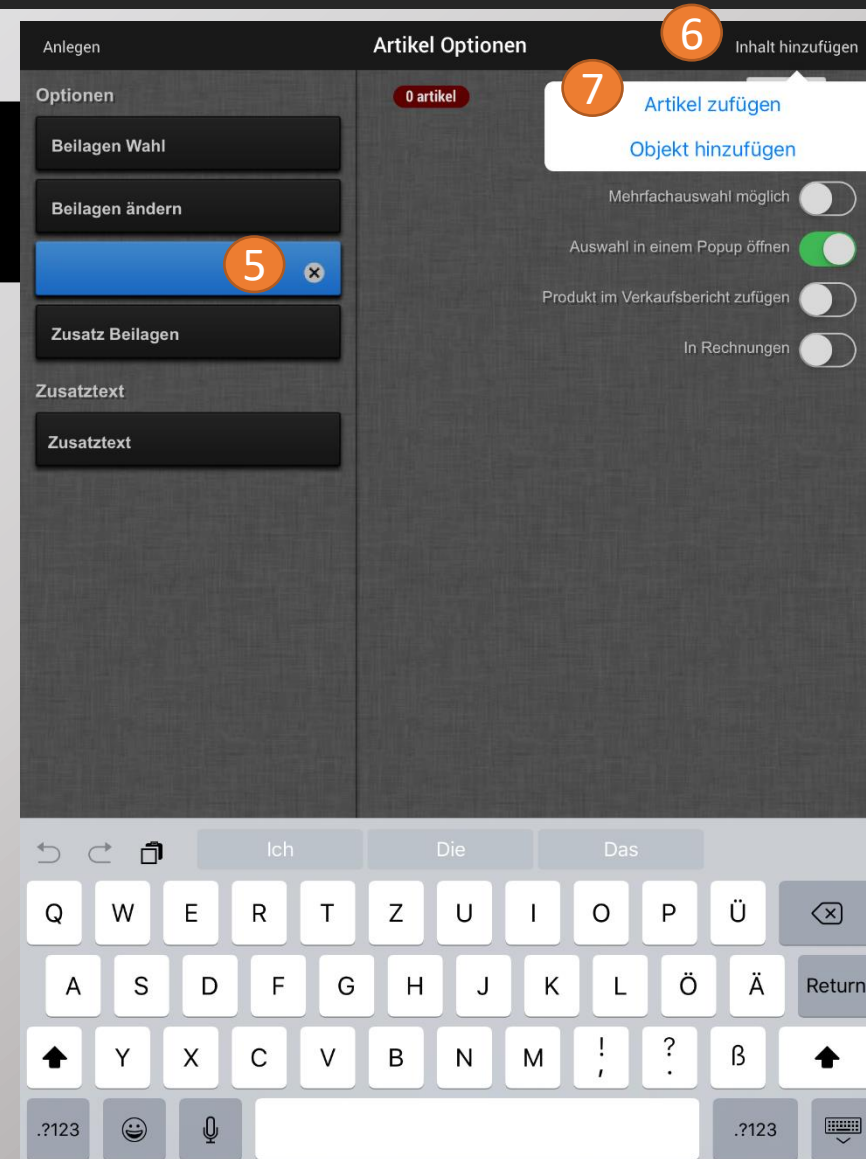 6
Anlegen Artikel Optionen Inhalt hinzufügen
7
Optionen
0 artikel
Artikel zufügen
Objekt hinzufügen
Beilagen Wahl
Mehrfachauswahl möglich
Beilagen ändern
Auswahl in einem Popup öffnen
5
Produkt im Verkaufsbericht zufügen
Zusatz Beilagen
In Rechnungen
Zusatztext
Zusatztext
Ich Die Das
Q W E R T Z U I O P Ü
A S D F G H J K L Ö Ä Return
Y X C V B N M ! , ? . ß
.?123 .?123